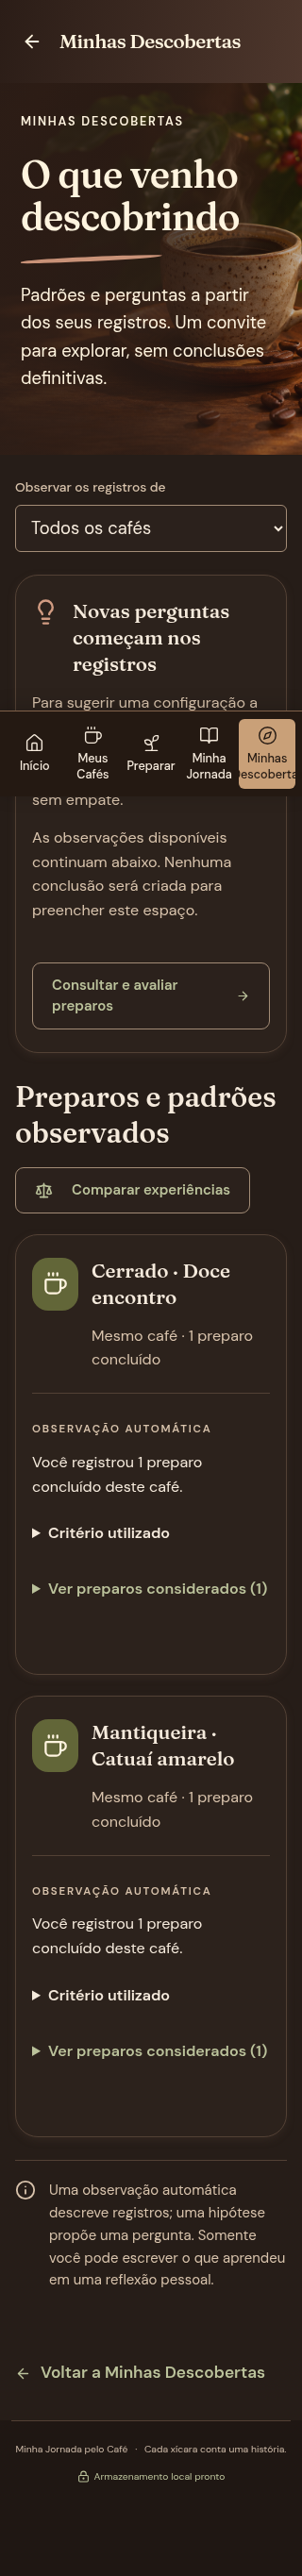 Minhas Descobertas
MINHAS DESCOBERTAS
O que venho
descobrindo
Padrões e perguntas a partir
dos seus registros. Um convite
para explorar, sem conclusões
definitivas.
Observar os registros de
Todos os cafés
Novas perguntas
começam nos
registros
Para sugerir uma configuração a
Início
Meus
Cafés
Preparar
Minha
Jornada
Minhas
Descobertas
sem empate.
As observações disponíveis
continuam abaixo. Nenhuma
conclusão será criada para
preencher este espaço.
Consultar e avaliar
preparos
Preparos e padrões
observados
Comparar experiências
Cerrado · Doce
encontro
Mesmo café · 1 preparo
concluído
OBSERVAÇÃO AUTOMÁTICA
Você registrou 1 preparo
concluído deste café.
Critério utilizado
Ver preparos considerados (1)
Mantiqueira ·
Catuaí amarelo
Mesmo café · 1 preparo
concluído
OBSERVAÇÃO AUTOMÁTICA
Você registrou 1 preparo
concluído deste café.
Critério utilizado
Ver preparos considerados (1)
Uma observação automática
descreve registros; uma hipótese
propõe uma pergunta. Somente
você pode escrever o que aprendeu
em uma reflexão pessoal.
Voltar a Minhas Descobertas
Minha Jornada pelo Café · Cada xícara conta uma história.
Armazenamento local pronto